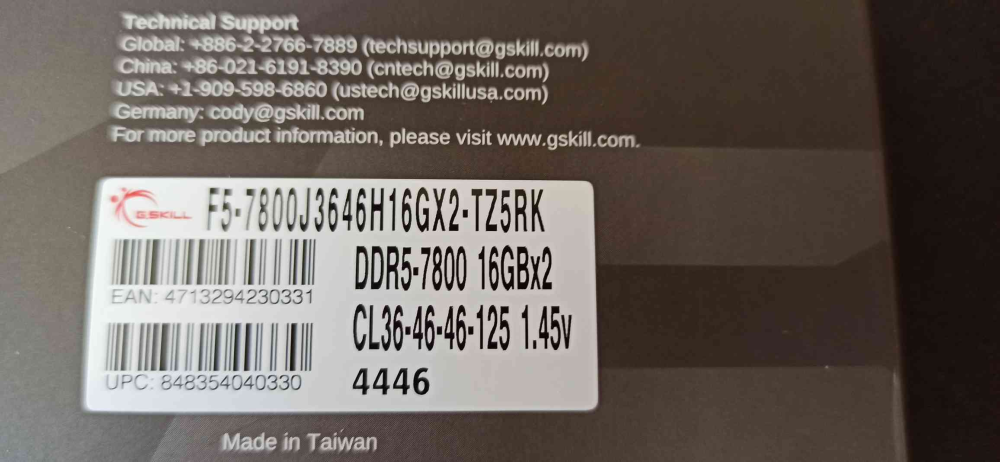 Technical Support
Global: +886-2-2766-7889 (techsupport@gskill.com)
China: +86-021-6191-8390 (cntech@gskill.com)
USA: +1-909-598-6860 (ustech@gskillusa.com)
Germany: cody@gskill.com
For more product information, please visit www.gskill.com.
G.SKILL F5-7800J3646H16GX2-TZ5RK
DDR5-7800 16GBx2
EAN: 4713294230331
CL36-46-46-125 1.45v
UPC: 848354040330
4446
Made in Taiwan